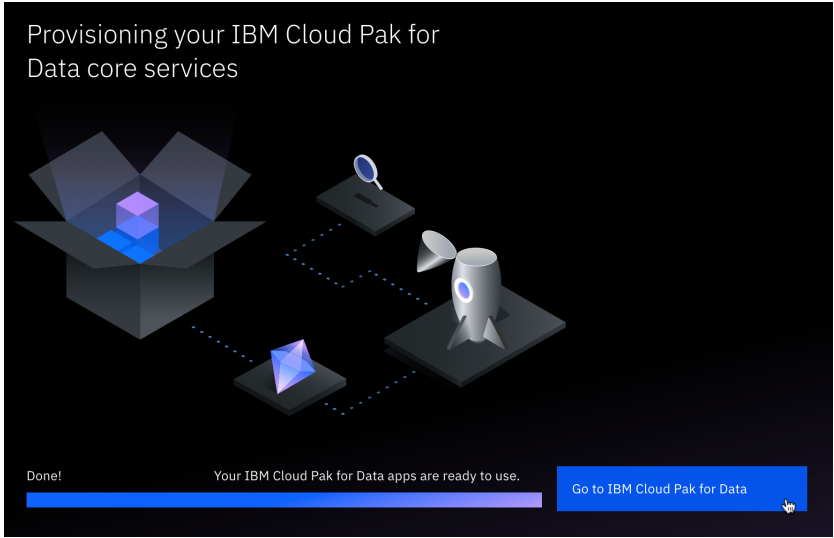 Provisioning your IBM Cloud Pak for
Data core services
Done!
Your IBM Cloud Pak for Data apps are ready to use.
Go to IBM Cloud Pak for Data